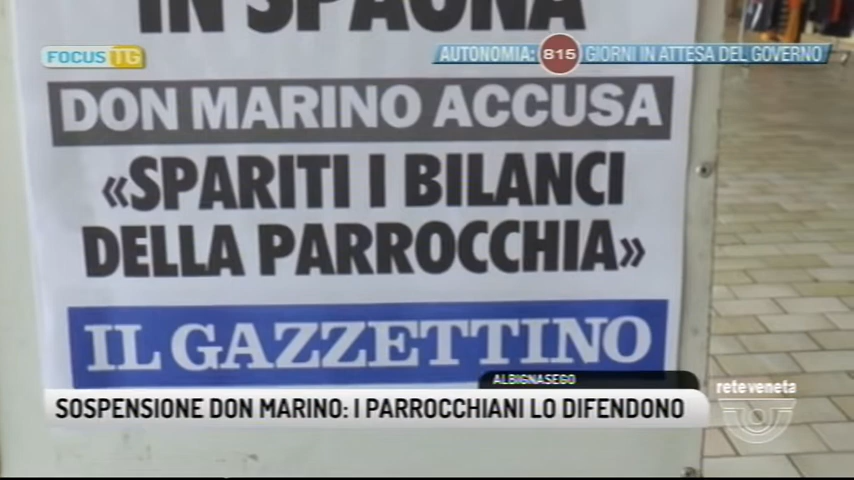 IN SPAGNA
FOCUS TG
AUTONOMIA: 815 GIORNI IN ATTESA DEL GOVERNO
DON MARINO ACCUSA
«SPARITI I BILANCI
DELLA PARROCCHIA»
IL GAZZETTINO
ALBIGNASEGO
SOSPENSIONE DON MARINO: I PARROCCHIANI LO DIFENDONO
reteveneta